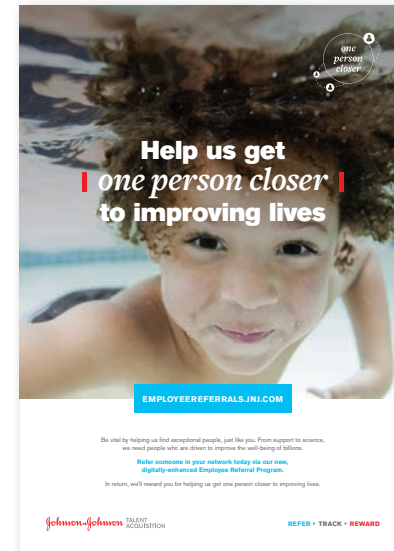 one
person
closer
Help us get
one person closer
to improving lives
EMPLOYEEREFERRALS.JNJ.COM
Be vital by helping us find exceptional people, just like you. From support to science,
we need people who are driven to improve the well-being of billions.
Refer someone in your network today via our new,
digitally-enhanced Employee Referral Program.
In return, we'll reward you for helping us get one person closer to improving lives.
Johnson & Johnson TALENT
ACQUISITION
REFER + TRACK + REWARD